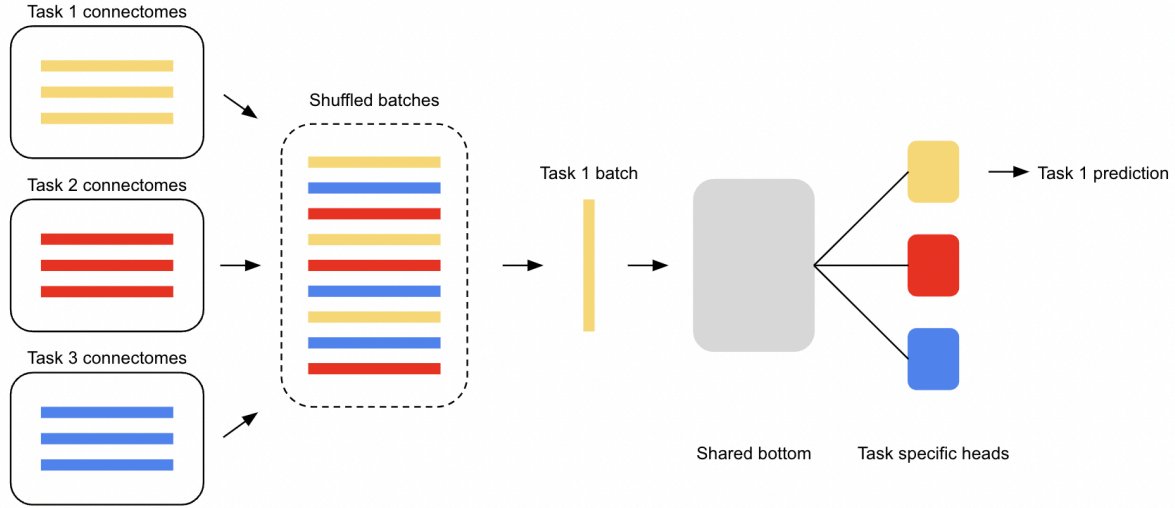 Task 1 connectomes
Task 2 connectomes
Task 3 connectomes
Shuffled batches
Task 1 batch
Shared bottom
Task specific heads
Task 1 prediction